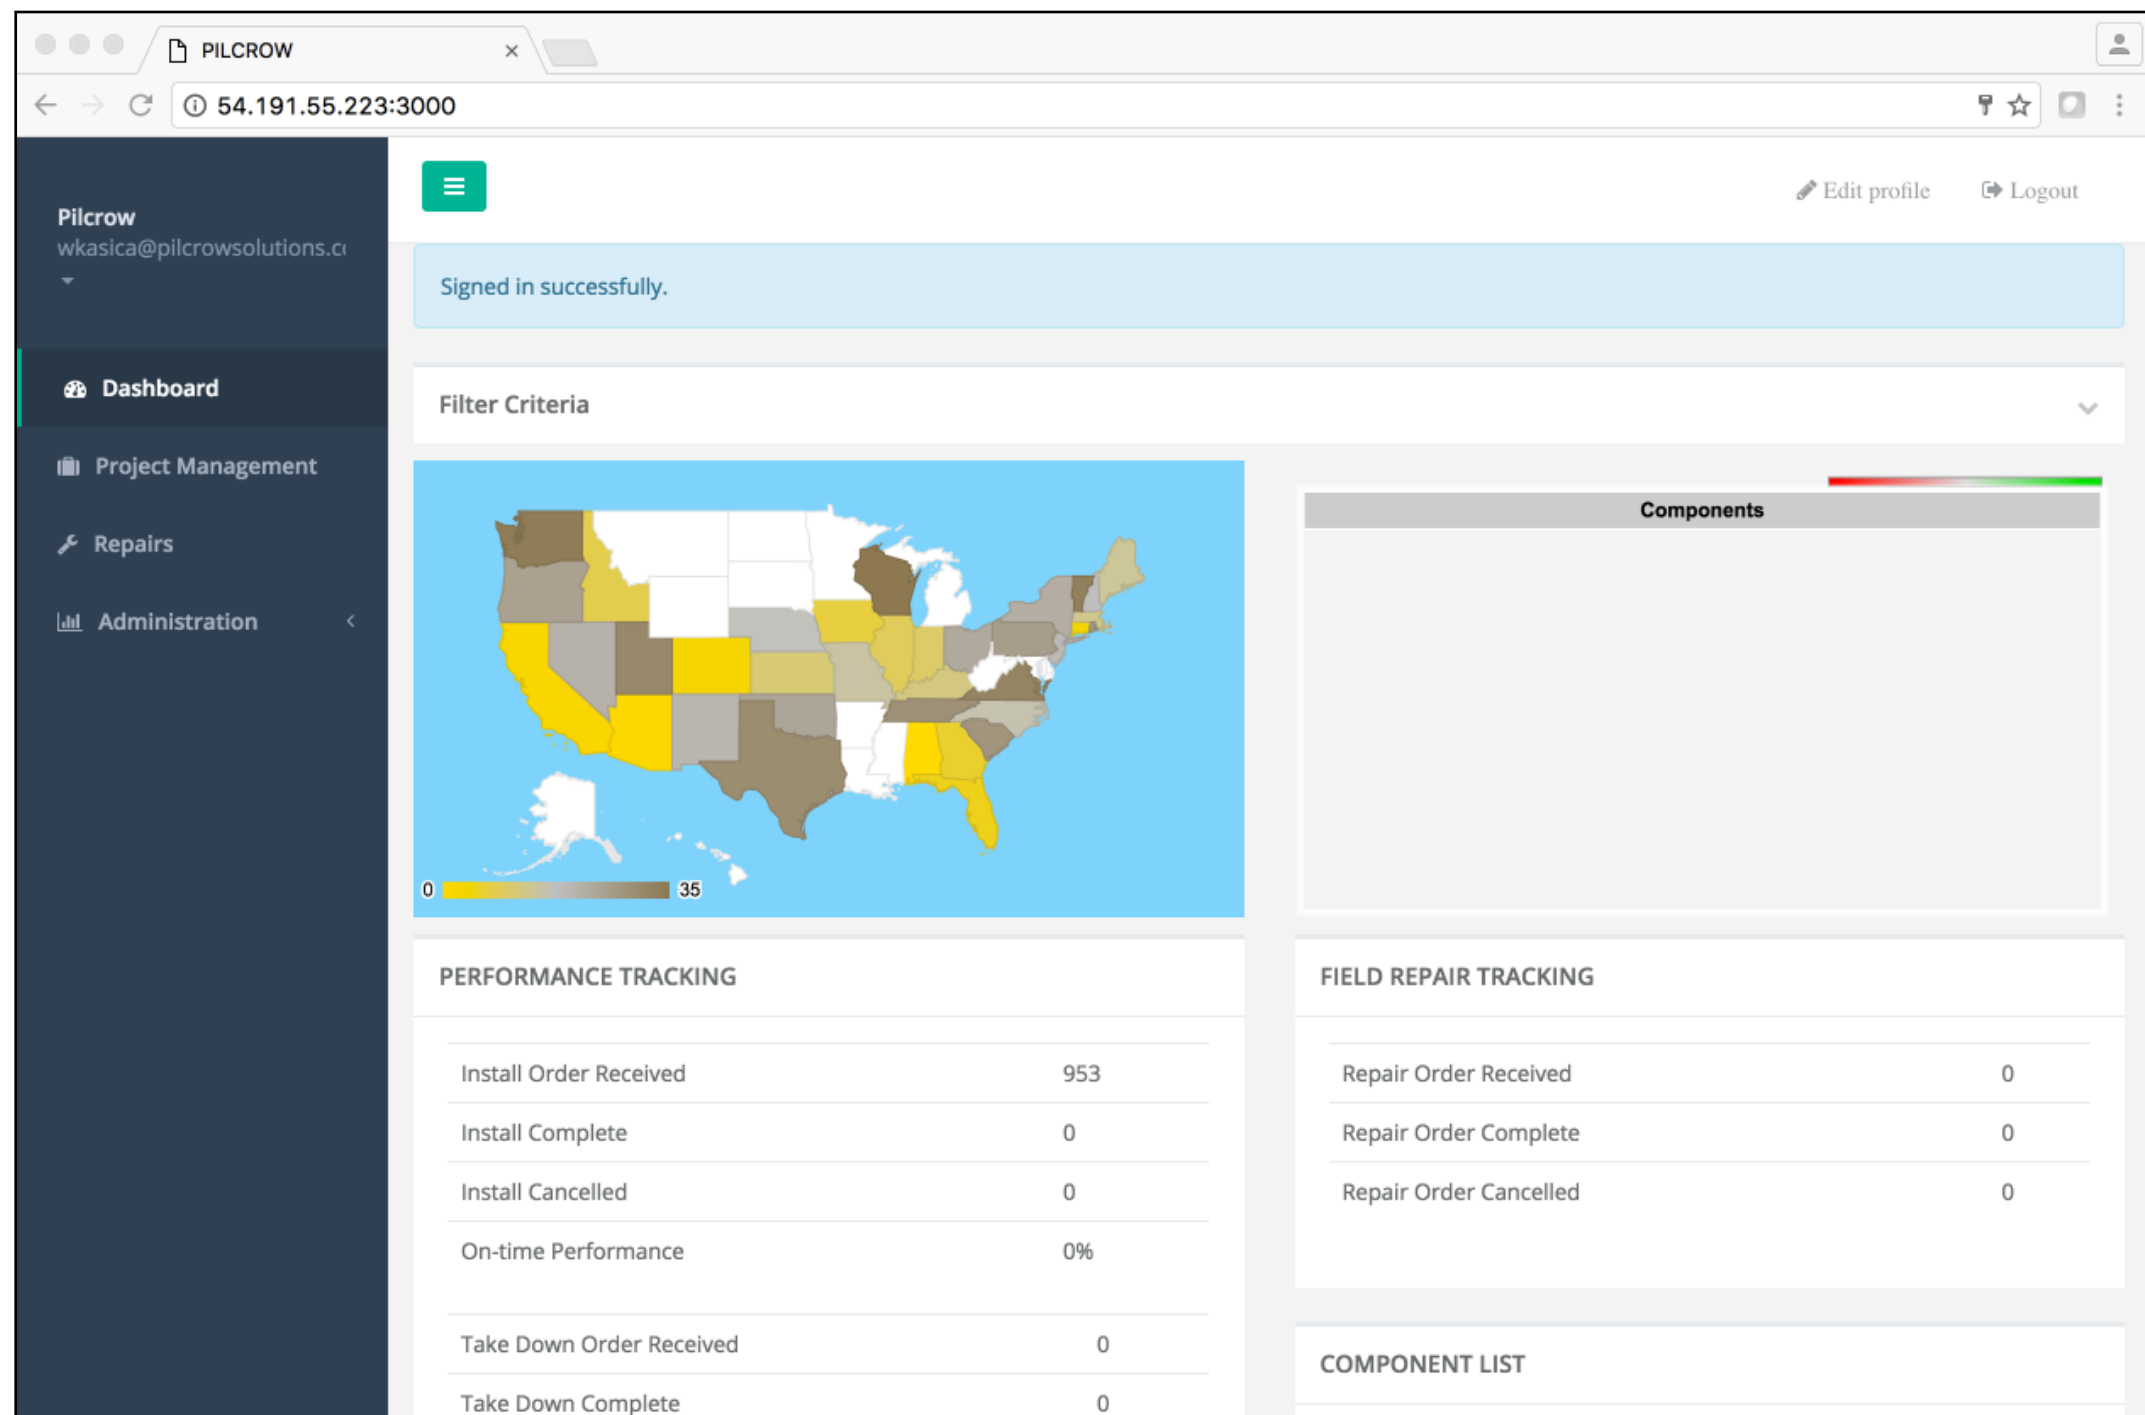 PILCROW
54.191.55.223:3000
Pilcrow
wkasica@pilcrowsolutions.c
Dashboard
Project Management
Repairs
Administration
Edit profile Logout
Signed in successfully.
Filter Criteria
0 35
Components
PERFORMANCE TRACKING
Install Order Received 953
Install Complete 0
Install Cancelled 0
On-time Performance 0%
Take Down Order Received 0
Take Down Complete 0
FIELD REPAIR TRACKING
Repair Order Received 0
Repair Order Complete 0
Repair Order Cancelled 0
COMPONENT LIST